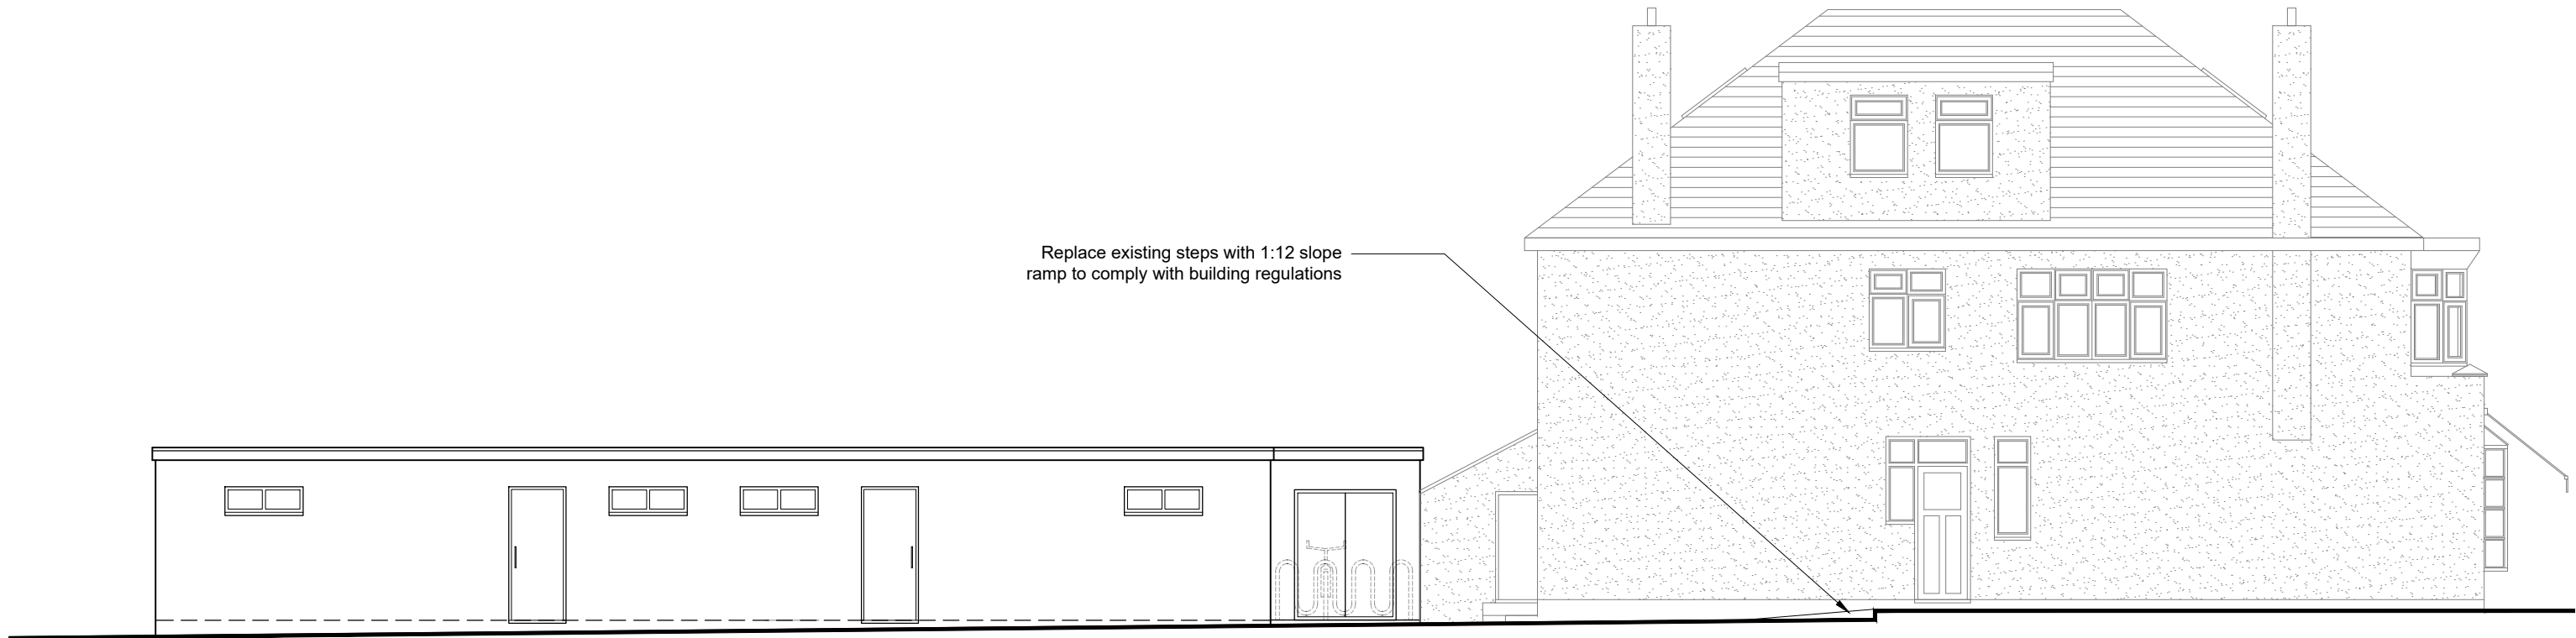 Replace existing steps with 1:12 slope
ramp to comply with building regulations